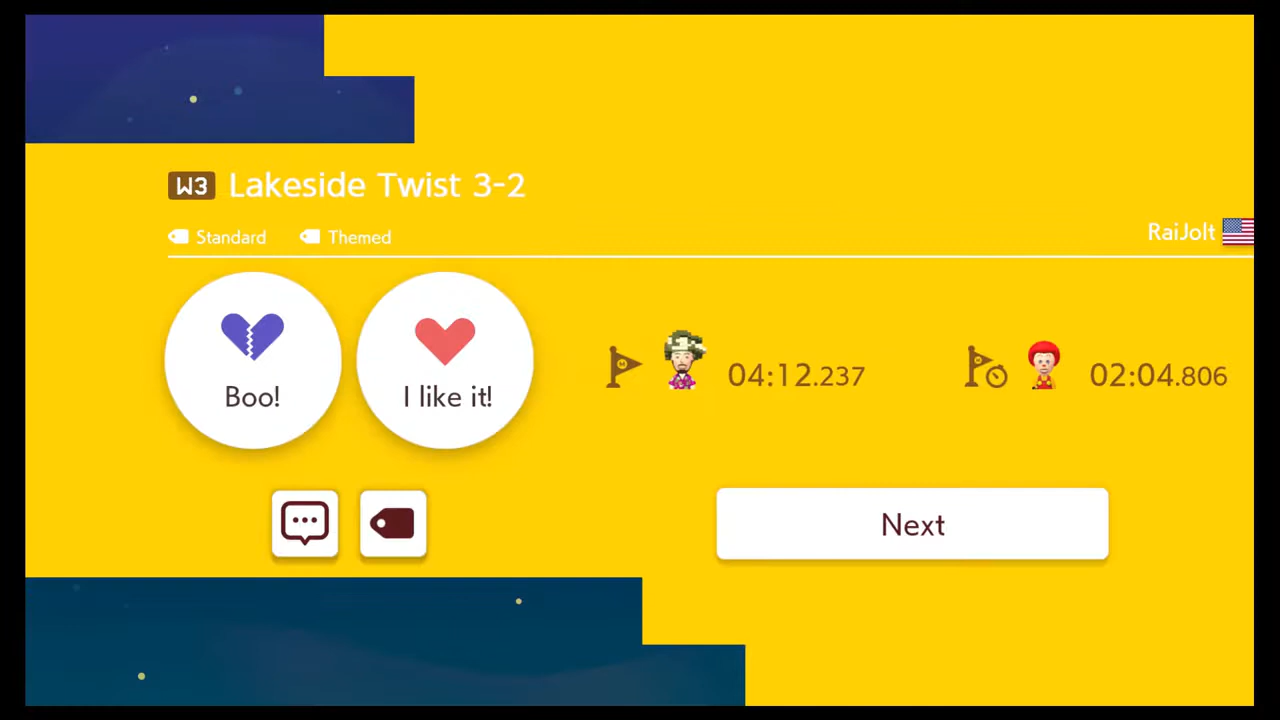 W3 Lakeside Twist 3-2
Standard Themed
RaiJolt
Boo!
I like it!
04:12.237
02:04.806
Next